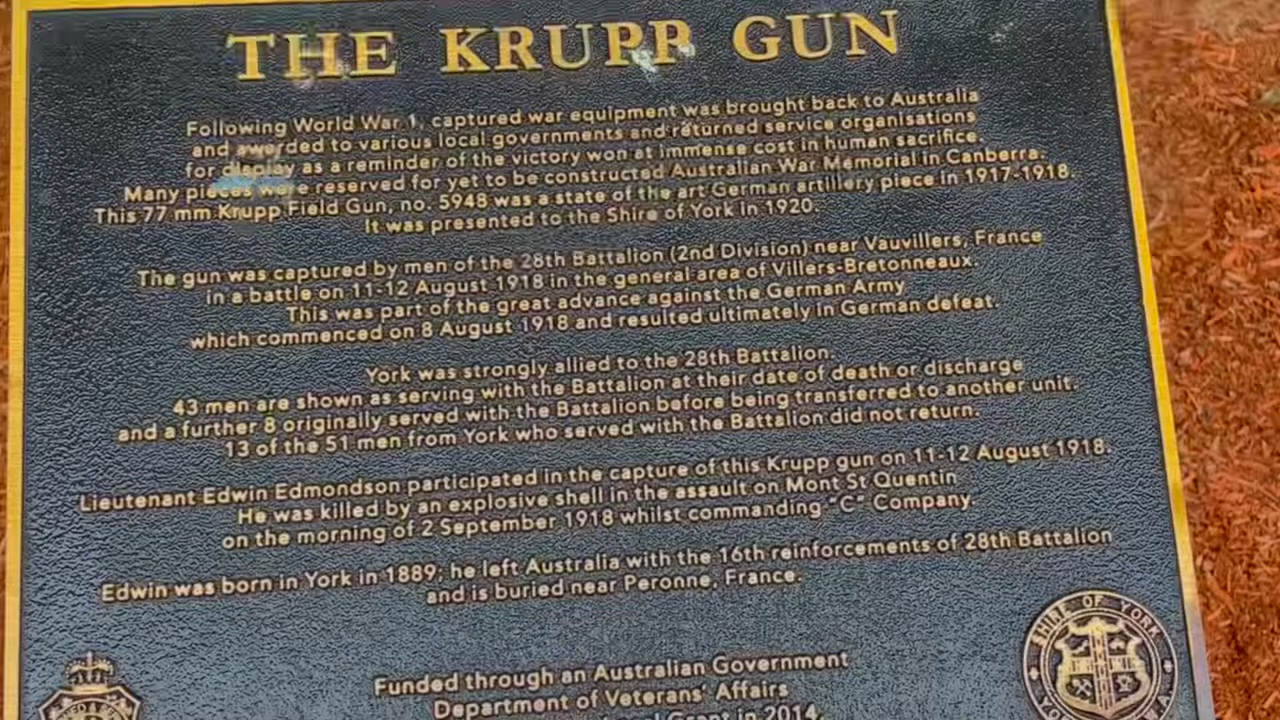 THE KRUPP GUN
Following World War 1, captured war equipment was brought back to Australia
and awarded to various local governments and returned service organisations
for display as a reminder of the victory won at immense cost in human sacrifice.
Many pieces were reserved for yet to be constructed Australian War Memorial in Canberra.
This 77 mm Krupp Field Gun, no. 5948 was a state of the art German artillery piece in 1917-1918.
It was presented to the Shire of York in 1920.
The gun was captured by men of the 28th Battalion (2nd Division) near Vauvillers, France
in a battle on 11-12 August 1918 in the general area of Villers-Bretonneaux.
This was part of the great advance against the German Army
which commenced on 8 August 1918 and resulted ultimately in German defeat.
York was strongly allied to the 28th Battalion.
43 men are shown as serving with the Battalion at their date of death or discharge
and a further 8 originally served with the Battalion before being transferred to another unit.
13 of the 51 men from York who served with the Battalion did not return.
Lieutenant Edwin Edmondson participated in the capture of this Krupp gun on 11-12 August 1918.
He was killed by an explosive shell in the assault on Mont St Quentin
on the morning of 2 September 1918 whilst commanding "C" Company.
Edwin was born in York in 1889; he left Australia with the 16th reinforcements of 28th Battalion
and is buried near Peronne, France.
SHIRE OF YORK
Funded through an Australian Government
Department of Veterans' Affairs
Grant in 2014.